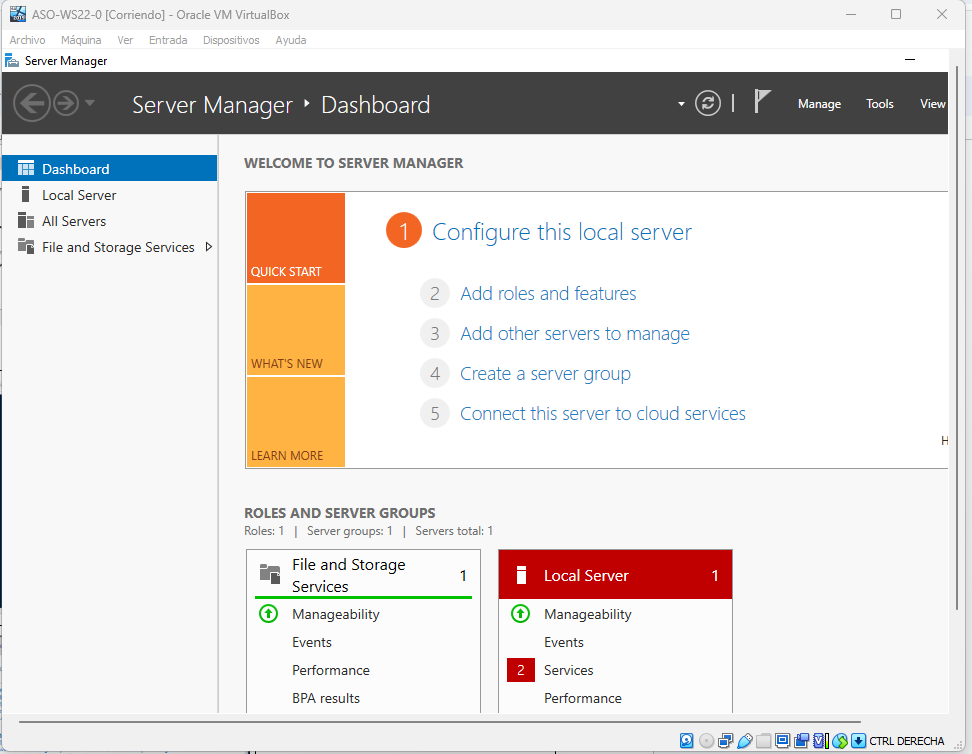 ASO-WS22-0 [Corriendo] - Oracle VM VirtualBox
Archivo Máquina Ver Entrada Dispositivos Ayuda
Server Manager
Server Manager ‣ Dashboard
Manage Tools View
Dashboard
Local Server
All Servers
File and Storage Services
WELCOME TO SERVER MANAGER
QUICK START
WHAT'S NEW
LEARN MORE
1 Configure this local server
2 Add roles and features
3 Add other servers to manage
4 Create a server group
5 Connect this server to cloud services
H
ROLES AND SERVER GROUPS
Roles: 1 | Server groups: 1 | Servers total: 1
File and Storage
Services
1
Manageability
Events
Performance
BPA results
Local Server 1
Manageability
Events
2 Services
Performance
CTRL DERECHA